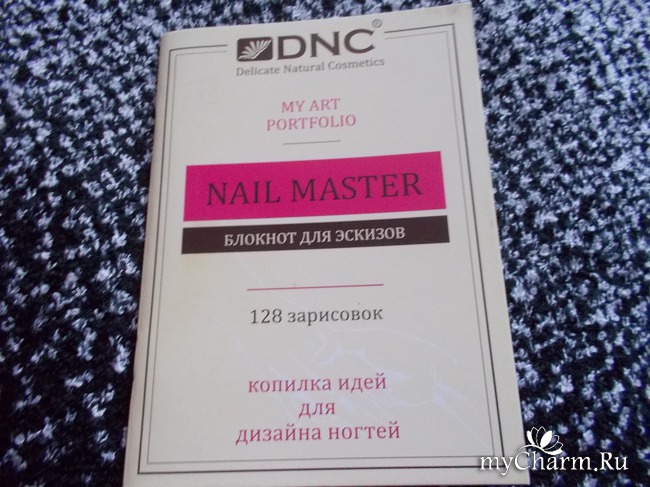 DNC®
Delicate Natural Cosmetics
MY ART
PORTFOLIO
NAIL MASTER
БЛОКНОТ ДЛЯ ЭСКИЗОВ
128 зарисовок
копилка идей
для
дизайна ногтей
myCharm.Ru